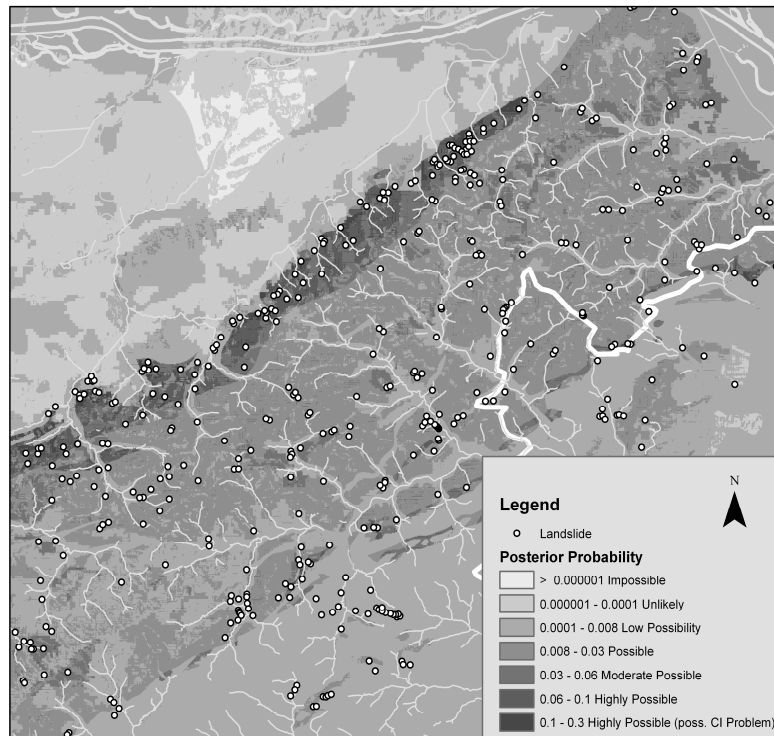 N
Legend
Landslide
Posterior Probability
> 0.000001 Impossible
0.000001 - 0.0001 Unlikely
0.0001 - 0.008 Low Possibility
0.008 - 0.03 Possible
0.03 - 0.06 Moderate Possible
0.06 - 0.1 Highly Possible
0.1 - 0.3 Highly Possible (poss. CI Problem)